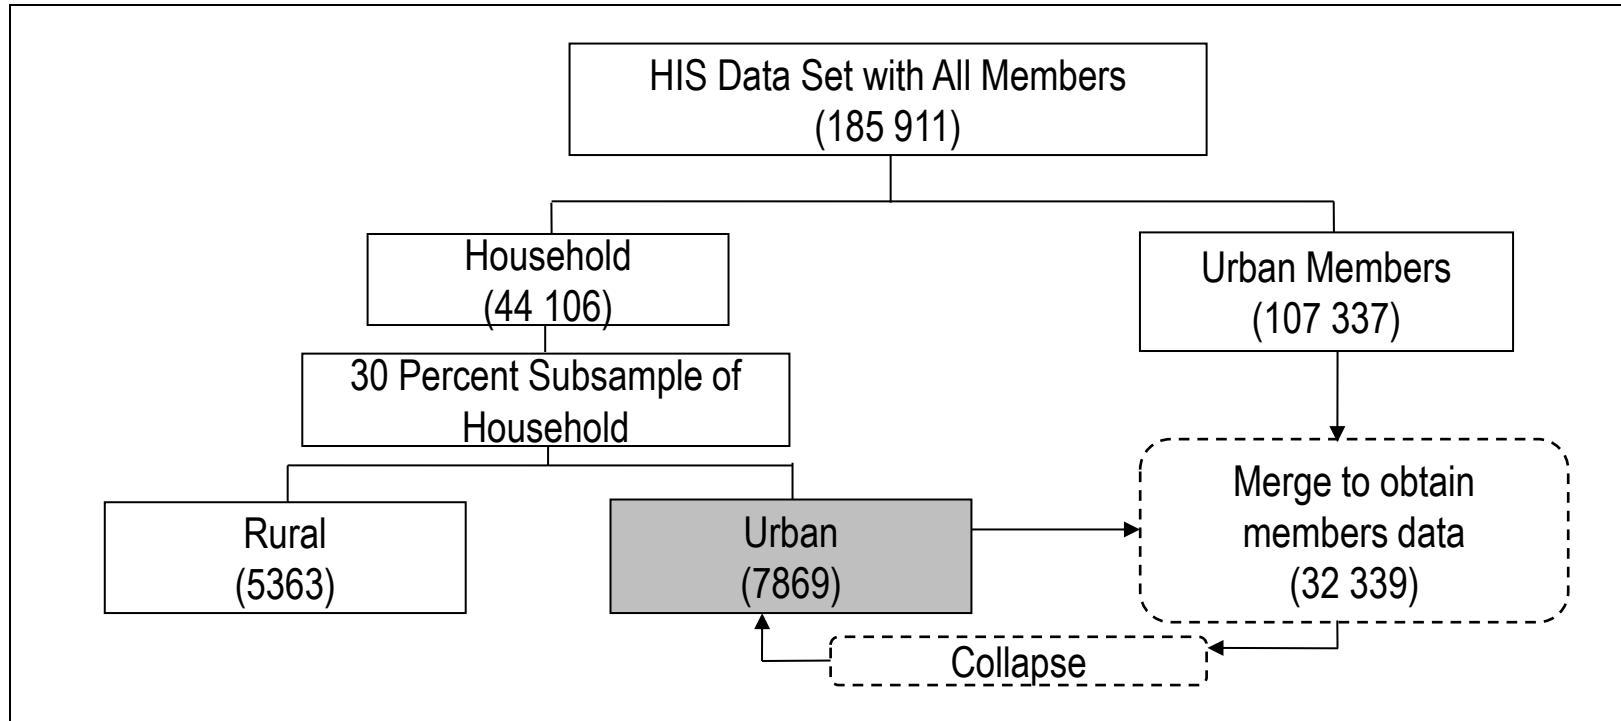 HIS Data Set with All Members
(185 911)
Household
(44 106)
Urban Members
(107 337)
30 Percent Subsample of
Household
Rural
(5363)
Urban
(7869)
Merge to obtain
members data
(32 339)
Collapse